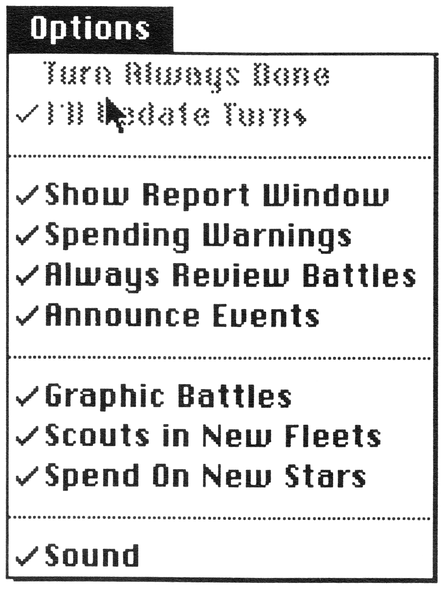 Options
Turn Always Done
✓I'll Update Turns
✓Show Report Window
✓Spending Warnings
✓Always Review Battles
✓Announce Events
✓Graphic Battles
✓Scouts in New Fleets
✓Spend On New Stars
✓Sound